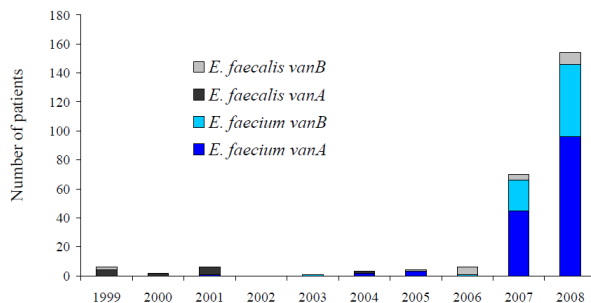 Number of patients
180
160
140
120
100
80
60
40
20
0
E. faecalis vanB
E. faecalis vanA
E. faecium vanB
E. faecium vanA
1999 2000 2001 2002 2003 2004 2005 2006 2007 2008